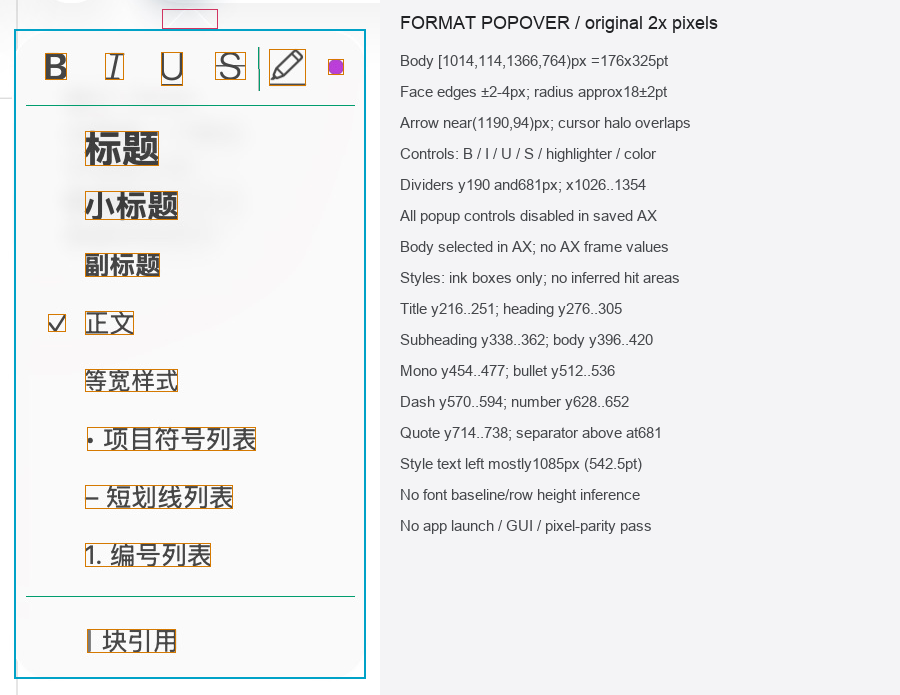 B I U S
标题
小标题
副标题
正文
等宽样式
• 项目符号列表
– 短划线列表
1. 编号列表
块引用
FORMAT POPOVER / original 2x pixels
Body [1014,114,1366,764)px =176x325pt
Face edges ±2-4px; radius approx18±2pt
Arrow near(1190,94)px; cursor halo overlaps
Controls: B / I / U / S / highlighter / color
Dividers y190 and681px; x1026..1354
All popup controls disabled in saved AX
Body selected in AX; no AX frame values
Styles: ink boxes only; no inferred hit areas
Title y216..251; heading y276..305
Subheading y338..362; body y396..420
Mono y454..477; bullet y512..536
Dash y570..594; number y628..652
Quote y714..738; separator above at681
Style text left mostly1085px (542.5pt)
No font baseline/row height inference
No app launch / GUI / pixel-parity pass